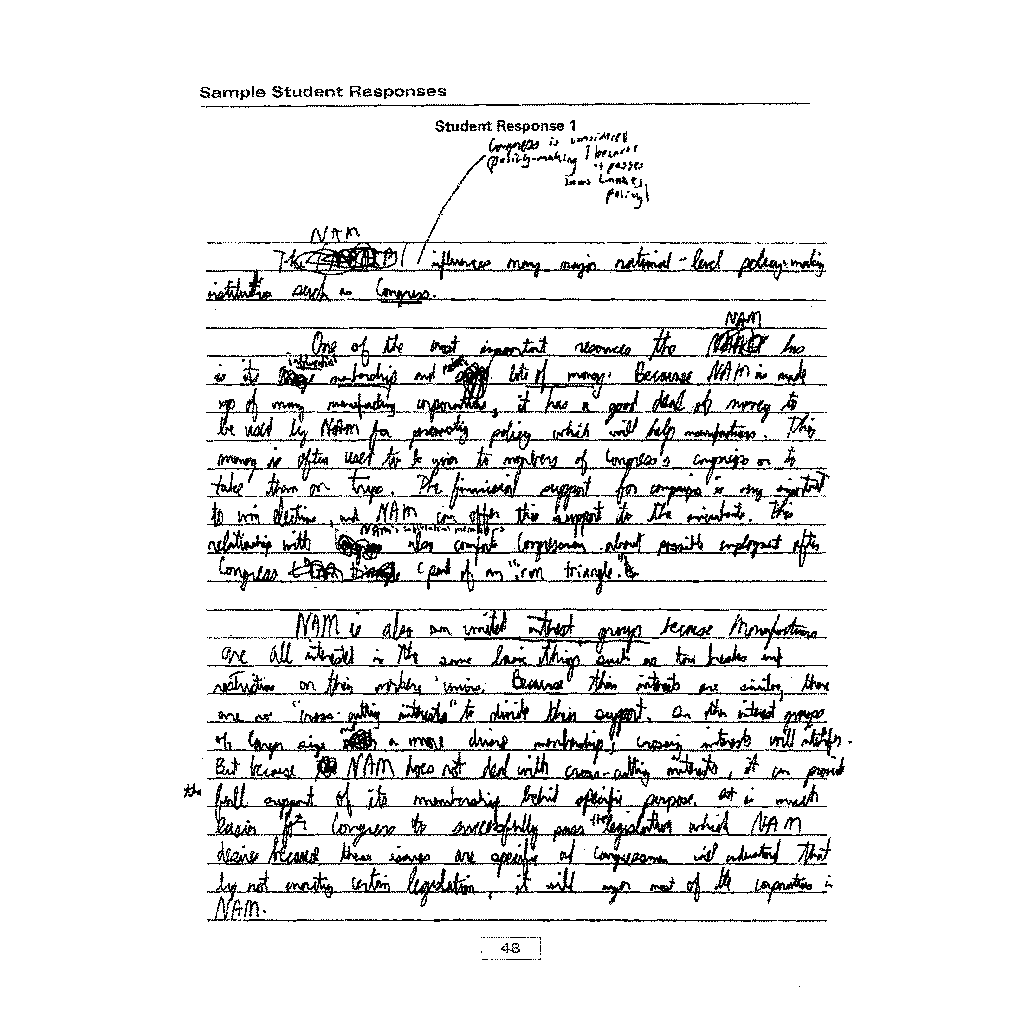 Sample Student Responses
Student Response 1
Congress is considered
policy-making because
it passes
laws
policy
NAM
The influences many major national-level policy-making
institutions such as Congress.
NAM
One of the most important resources the has
is its influential membership and lots of money. Because NAM is made
up of many manufacturing corporations, it has a good deal of money to
be used by NAM for promoting policy which will help manufacturers. This
money is often used to be given to members of Congress's campaigns or to
take them on trips. The financial support for campaigns is very important
to win elections, and NAM can offer this support to the incumbents. This
NAM's influential members
relationship with also comforts Congressmen about possible employment after
Congress (part of an "iron triangle."
NAM is also an united interest group because Manufacturers
are all interested in the same basic things such as tax breaks and
restrictions on their workers' unions. Because their interests are similar, there
are no "cross-cutting interests" to divide their support. In other interest groups
of larger size a more diverse membership, crossing interests will
But because NAM does not deal with cross-cutting interests, it can provide
the full support of its membership behind specific purpose. It is much
easier for Congress to successfully pass the legislation which NAM
desires because these issues are specific and congressmen will understand that
by not enacting certain legislation, it will anger most of the corporations in
NAM.
48